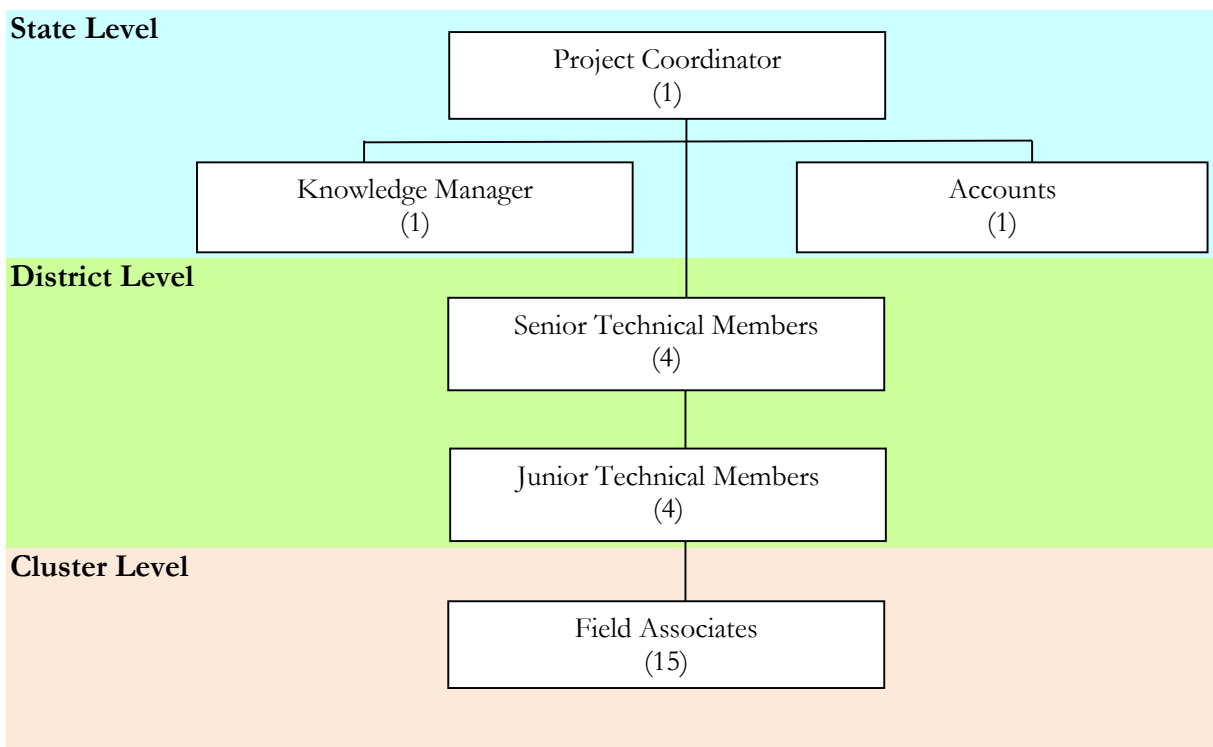 State Level
Project Coordinator
(1)
Knowledge Manager
(1)
Accounts
(1)
District Level
Senior Technical Members
(4)
Junior Technical Members
(4)
Cluster Level
Field Associates
(15)